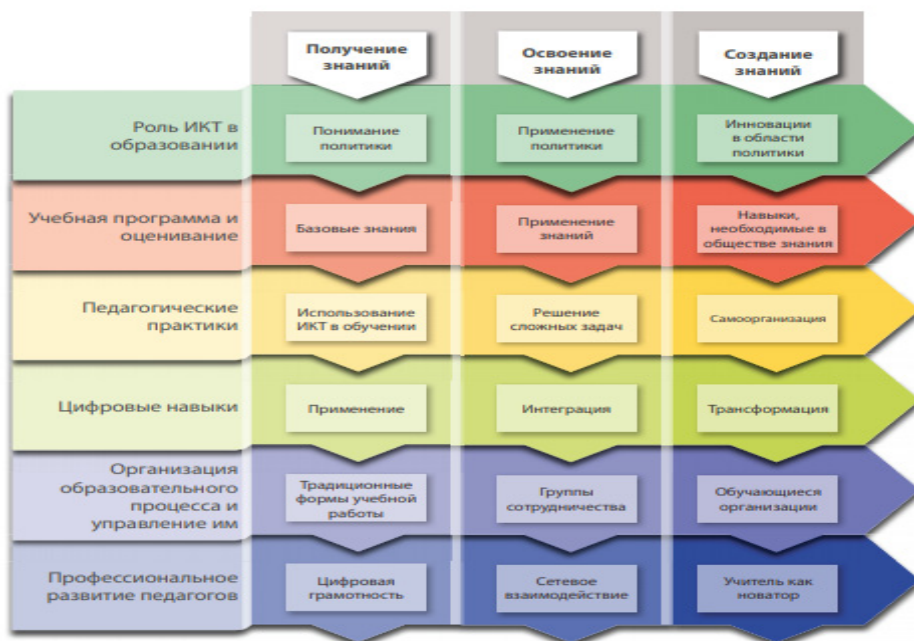 Получение
знаний
Освоение
знаний
Создание
знаний
Роль ИКТ в
образовании
Понимание
политики
Применение
политики
Инновации
в области
политики
Учебная программа и
оценивание
Базовые знания
Применение
знаний
Навыки,
необходимые в
обществе знания
Педагогические
практики
Использование
ИКТ в обучении
Решение
сложных задач
Самоорганизация
Цифровые навыки
Применение
Интеграция
Трансформация
Организация
образовательного
процесса и
управление им
Традиционные
формы учебной
работы
Группы
сотрудничества
Обучающиеся
организации
Профессиональное
развитие педагогов
Цифровая
грамотность
Сетевое
взаимодействие
Учитель как
новатор